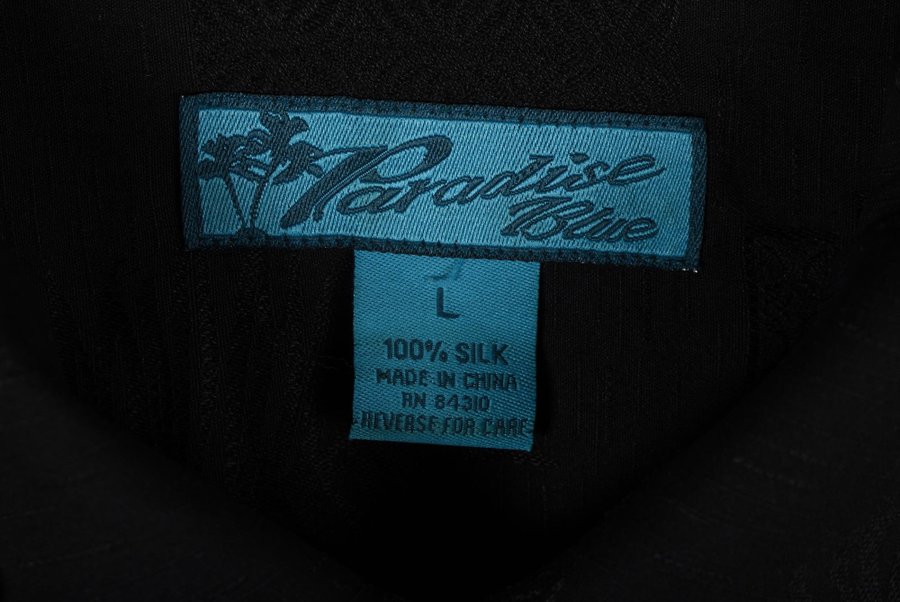 Paradise
Blue
L
100% SILK
MADE IN CHINA
RN 84310
REVERSE FOR CARE